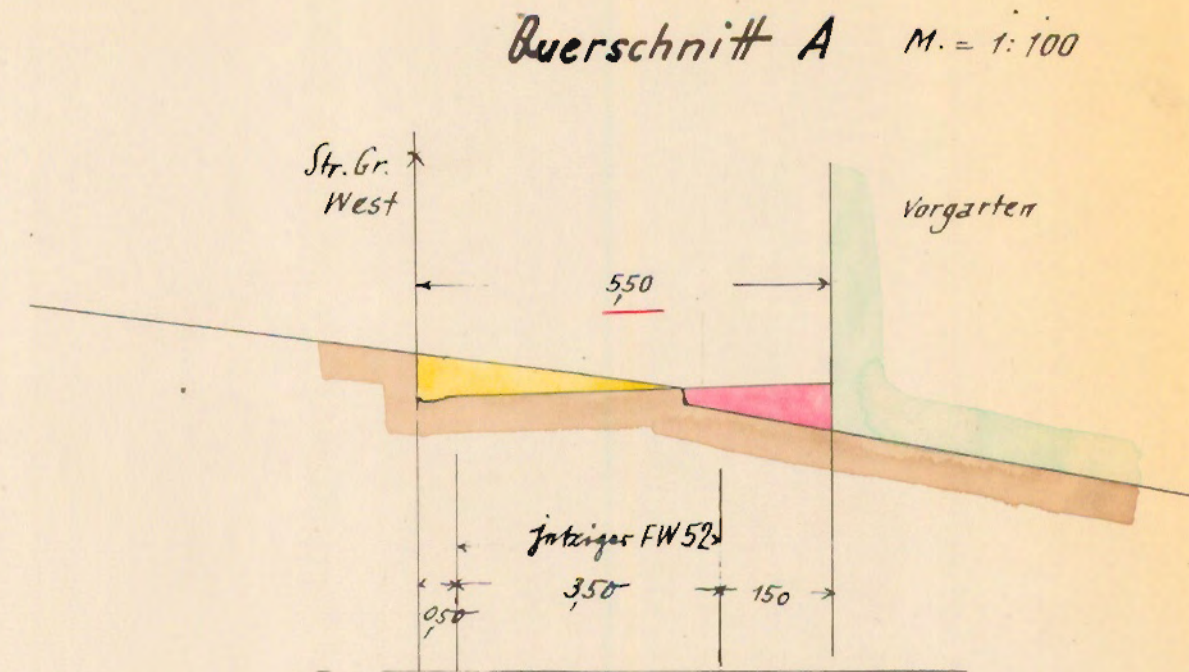 Querschnitt A M. = 1:100
Str. Gr.
West
Vorgarten
5,50
jetziger FW 52
0,50 3,50 150